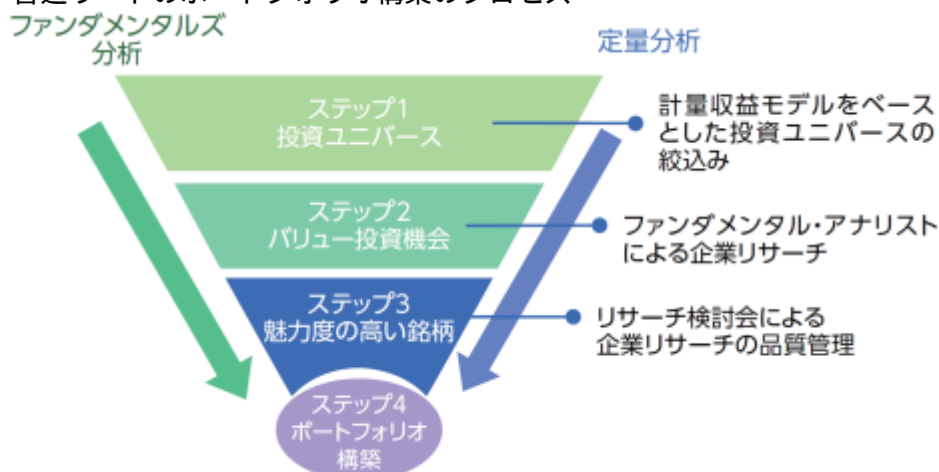 ファンダメンタルズ
分析
定量分析
ステップ1
投資ユニバース
計量収益モデルをベース
とした投資ユニバースの
絞込み
ステップ2
バリュー投資機会
ファンダメンタル・アナリスト
による企業リサーチ
ステップ3
魅力度の高い銘柄
リサーチ検討会による
企業リサーチの品質管理
ステップ4
ポートフォリオ
構築